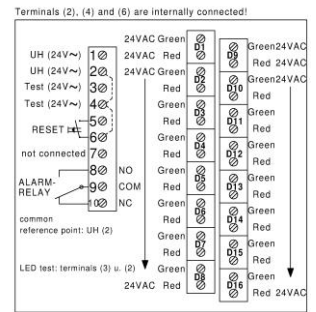 Terminals (2), (4) and (6) are internally connected!
UH (24V~) 1
UH (24V~) 2
Test (24V~) 3
Test (24V~) 4
5
RESET
6
not connected 7
8 NO
ALARM-
RELAY
9 COM
10 NC
common
reference point: UH (2)
LED test: terminals (3) u. (2)
24VAC Green
D1
24VAC Red
24VAC Green
D2
Red
Green
D3
Red
Green
D4
Red
Green
D5
Red
Green
D6
Red
Green
D7
Red
Green
D8
24VAC Red
Green 24VAC
D9
Red 24VAC
Green 24VAC
D10
Red
Green
D11
Red
Green
D12
Red
Green
D13
Red
Green
D14
Red
Green
D15
Red
Green
D16
Red 24VAC